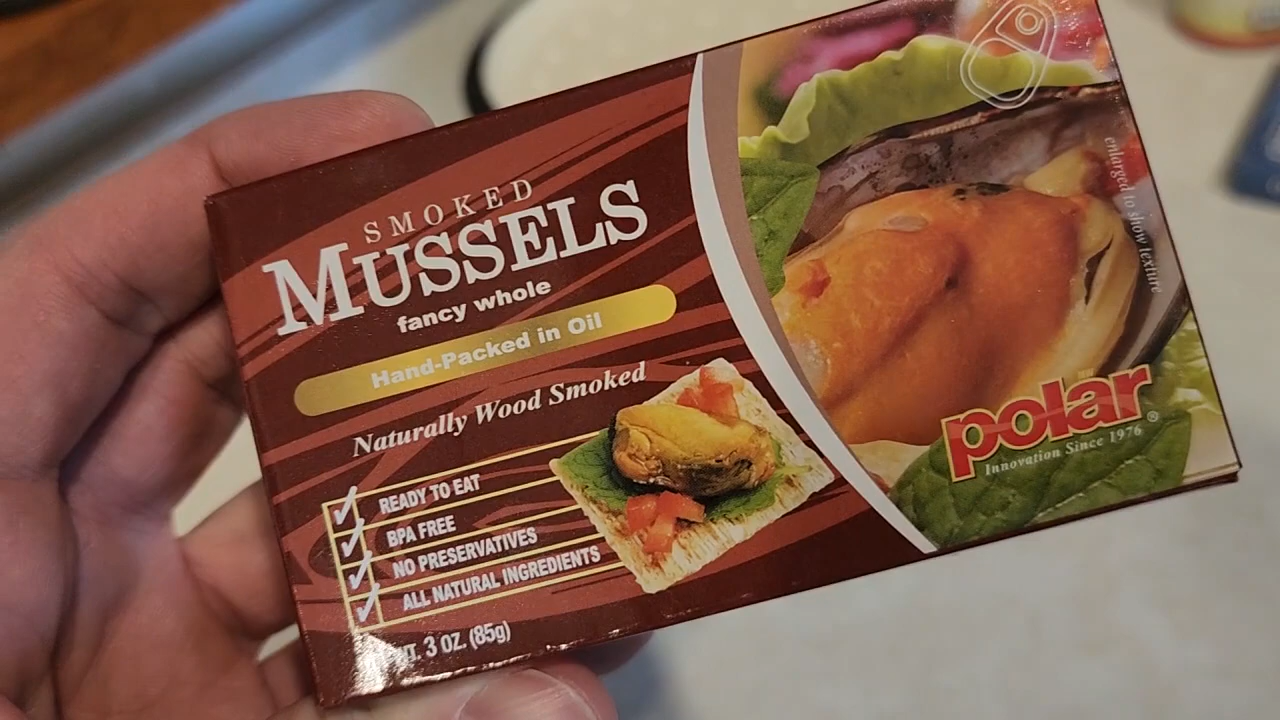 SMOKED
MUSSELS
fancy whole
Hand-Packed in Oil
Naturally Wood Smoked
READY TO EAT
BPA FREE
NO PRESERVATIVES
ALL NATURAL INGREDIENTS
WT. 3 OZ. (85g)
enlarged to show texture
polar ®
Innovation Since 1976